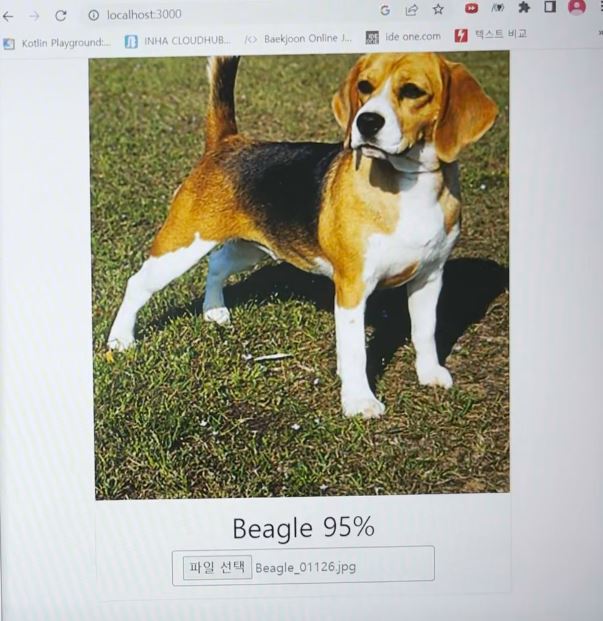 localhost:3000
Kotlin Playground:... INHA CLOUDHUB... </> Baekjoon Online J... ide one.com 텍스트 비교 »
Beagle 95%
파일 선택 Beagle_01126.jpg